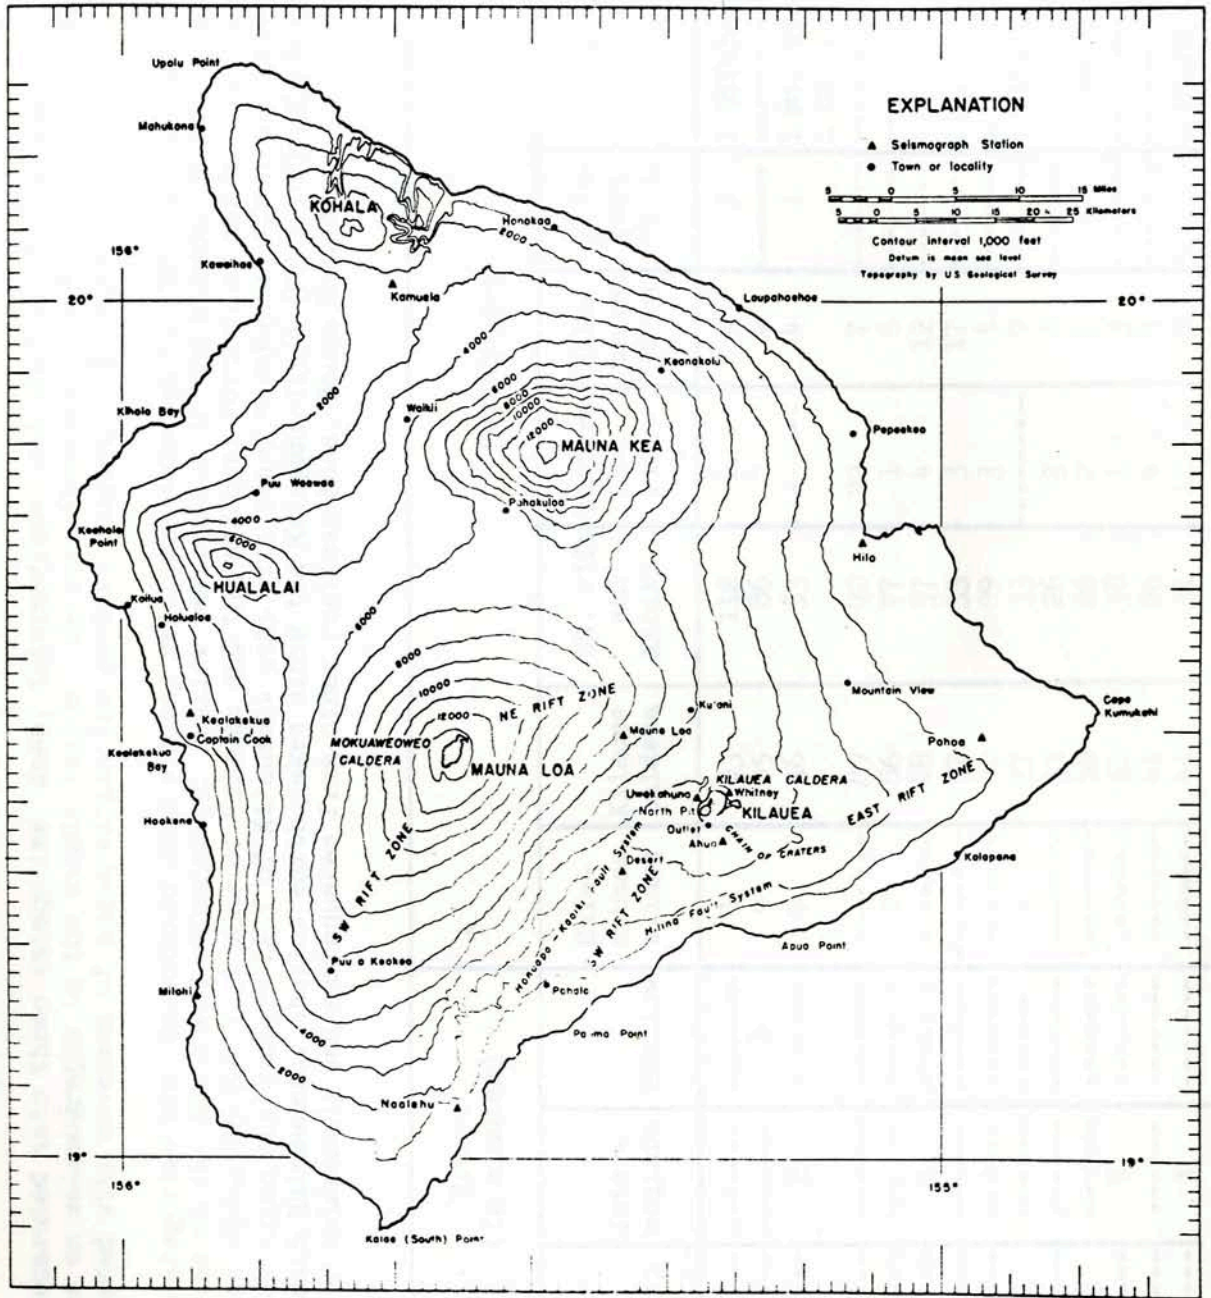 Upolu Point
EXPLANATION
Mahukona
▲ Seismograph Station
● Town or locality
5 0 5 10 15 Miles
5 0 5 10 15 20 25 Kilometers
KOHALA
Honokaa
2000
Contour interval 1,000 feet
Datum is mean sea level
Topography by U.S. Geological Survey
156°
Kawaihae
Kamuela
20°
Laupahoehoe
20°
4000
Keanakolu
6000
8000
10000
12000
2000
Kiholo Bay
Waikii
MAUNA KEA
Pepeekeo
Puu Waawaa
Pohakuloa
4000
Keahole
Point
6000
Hilo
HUALALAI
Kailua
Holualoa
6000
8000
10000
12000
NE RIFT ZONE
Mountain View
Cape
Kumukahi
Kealakekua
Captain Cook
Kulani
Mauna Loa
Pahoa
Kealakekua
Bay
MOKUAWEOWEO
CALDERA
MAUNA LOA
KILAUEA CALDERA
Uwekahuna
Whitney
North Pit
KILAUEA
EAST RIFT ZONE
Hookena
Outlet
Ahua
CHAIN OF CRATERS
Kalapana
Desert
SW RIFT ZONE
Honuapo - Kaoiki Fault System
SW RIFT ZONE
Hilina Fault System
Apua Point
Puu o Keokeo
Milolii
Pahala
4000
Palima Point
2000
Naalehu
19°
19°
156°
155°
Kalae (South) Point